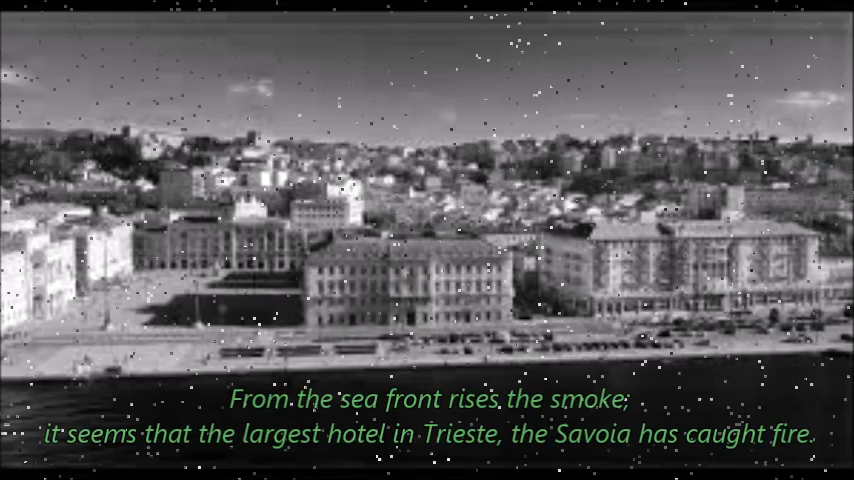 From the sea front rises the smoke;
it seems that the largest hotel in Trieste, the Savoia has caught fire.